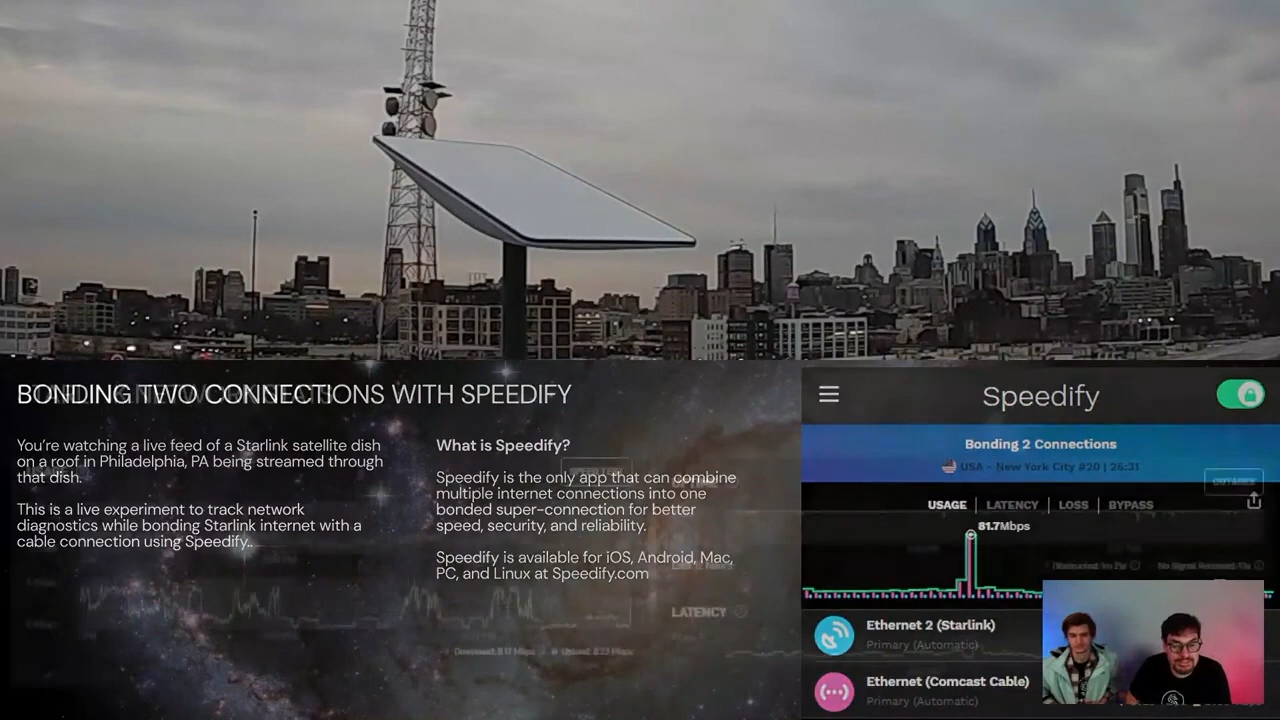 BONDING TWO CONNECTIONS WITH SPEEDIFY
You're watching a live feed of a Starlink satellite dish
on a roof in Philadelphia, PA being streamed through
that dish.
This is a live experiment to track network
diagnostics while bonding Starlink internet with a
cable connection using Speedify..
What is Speedify?
Speedify is the only app that can combine
multiple internet connections into one
bonded super-connection for better
speed, security, and reliability.
Speedify is available for iOS, Android, Mac,
PC, and Linux at Speedify.com
LATENCY
Speedify
Bonding 2 Connections
USA - New York City #20 | 26:31
OUTAGES
USAGE | LATENCY | LOSS | BYPASS
81.7Mbps
Ethernet 2 (Starlink)
Primary (Automatic)
Ethernet (Comcast Cable)
Primary (Automatic)